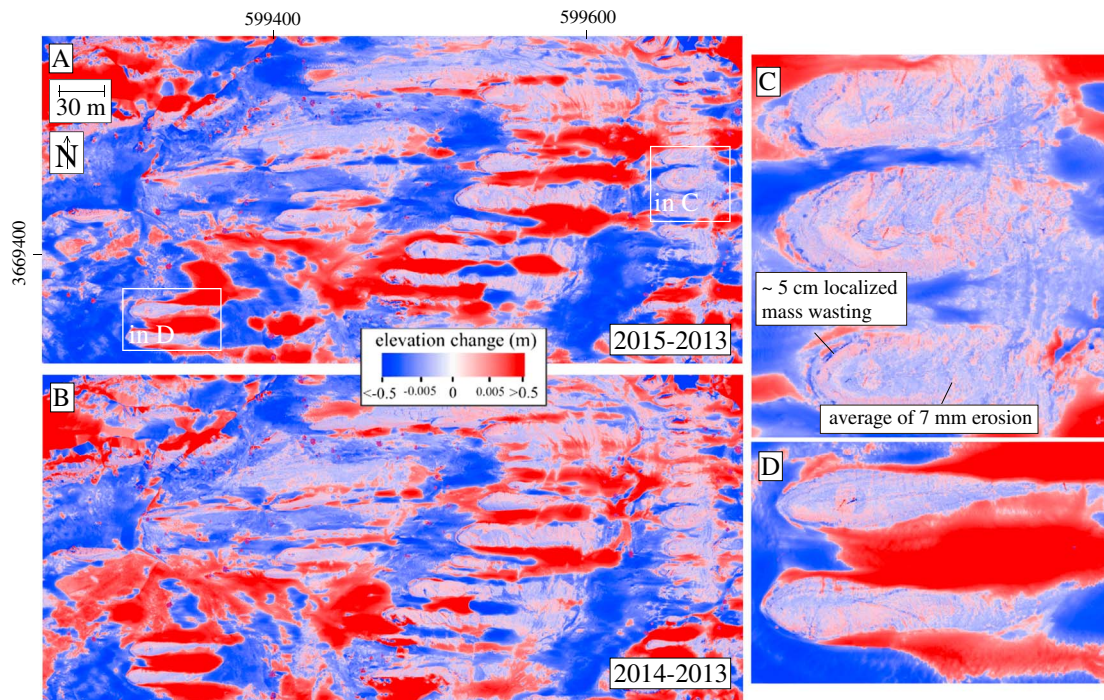 599400
599600
A
30 m
N
3669400
in C
in D
2015-2013
elevation change (m)
<-0.5 -0.005 0 0.005 >0.5
B
2014-2013
C
~ 5 cm localized
mass wasting
average of 7 mm erosion
D